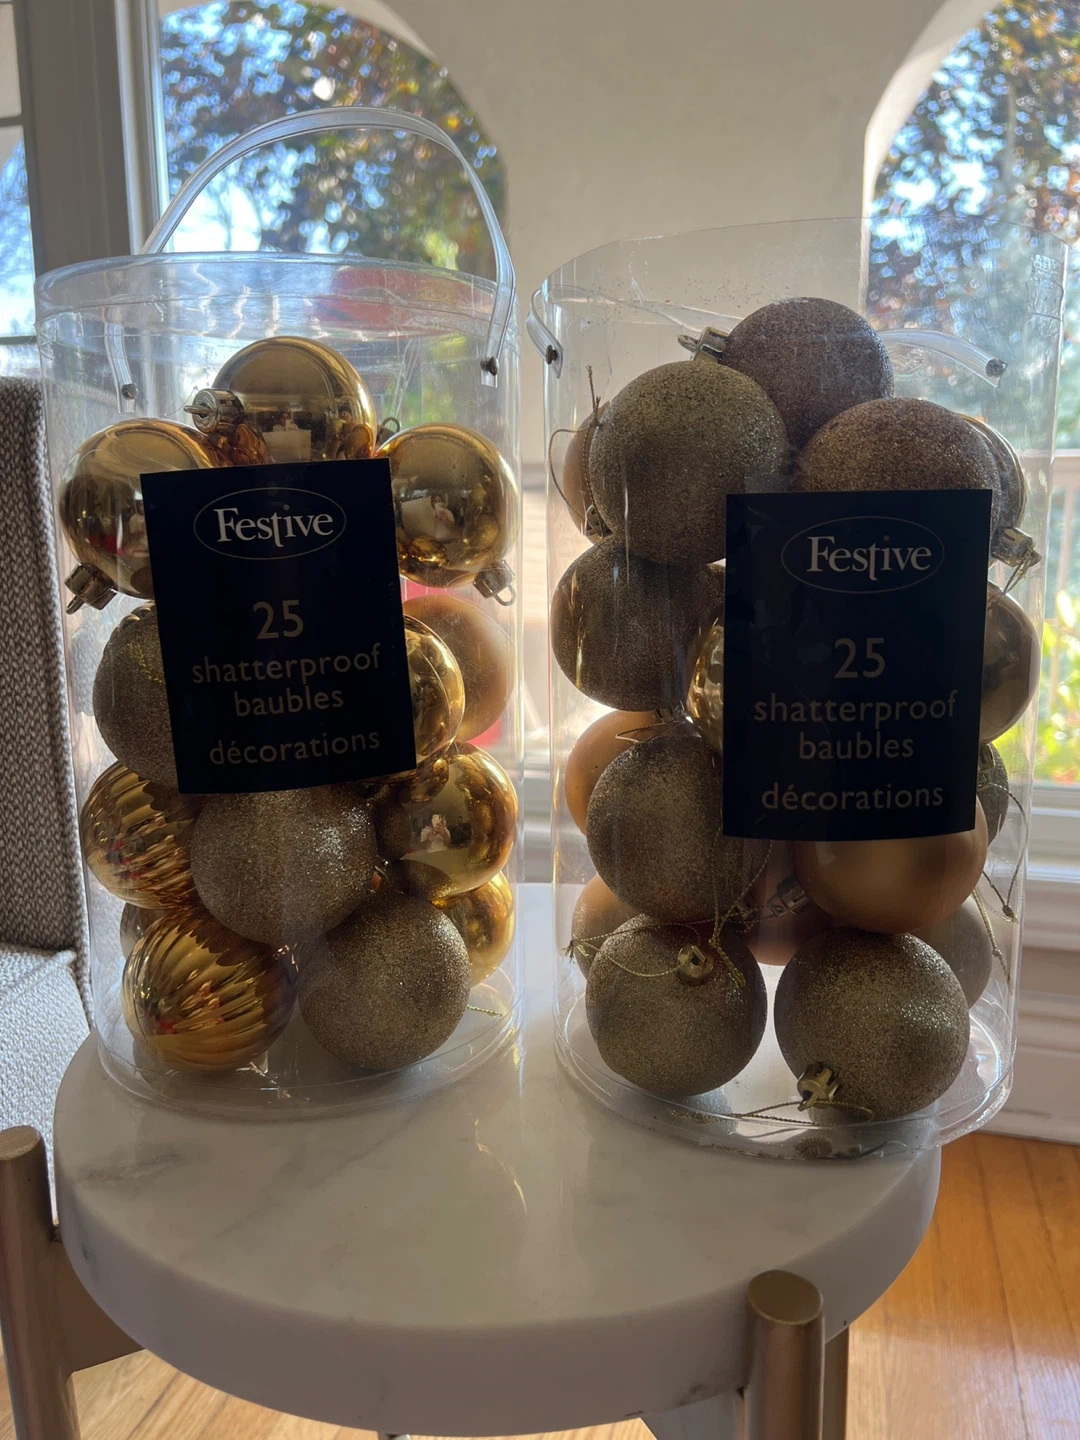 Festive
25
shatterproof
baubles
décorations
Festive
25
shatterproof
baubles
décorations